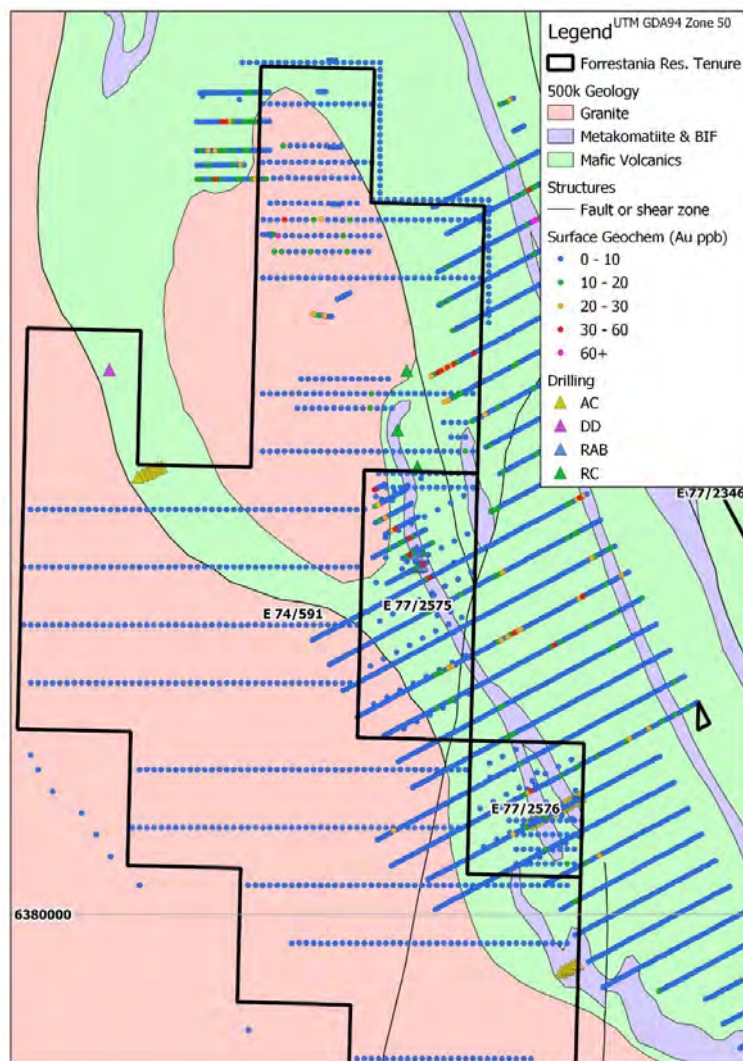 UTM GDA94 Zone 50
Legend
Forrestania Res. Tenure
500k Geology
Granite
Metakomatiite & BIF
Mafic Volcanics
Structures
Fault or shear zone
Surface Geochem (Au ppb)
0 - 10
10 - 20
20 - 30
30 - 60
60+
Drilling
AC
DD
RAB
RC
E 77/2346
E 74/591
E 77/2575
E 77/2576
6380000